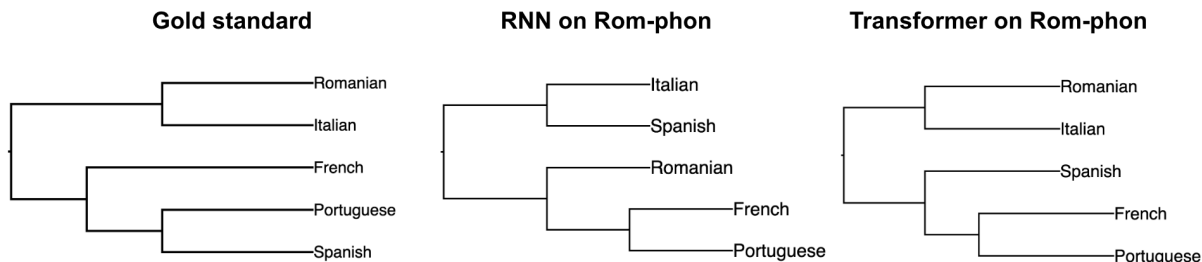 Gold standard
Romanian
Italian
French
Portuguese
Spanish
RNN on Rom-phon
Italian
Spanish
Romanian
French
Portuguese
Transformer on Rom-phon
Romanian
Italian
Spanish
French
Portuguese